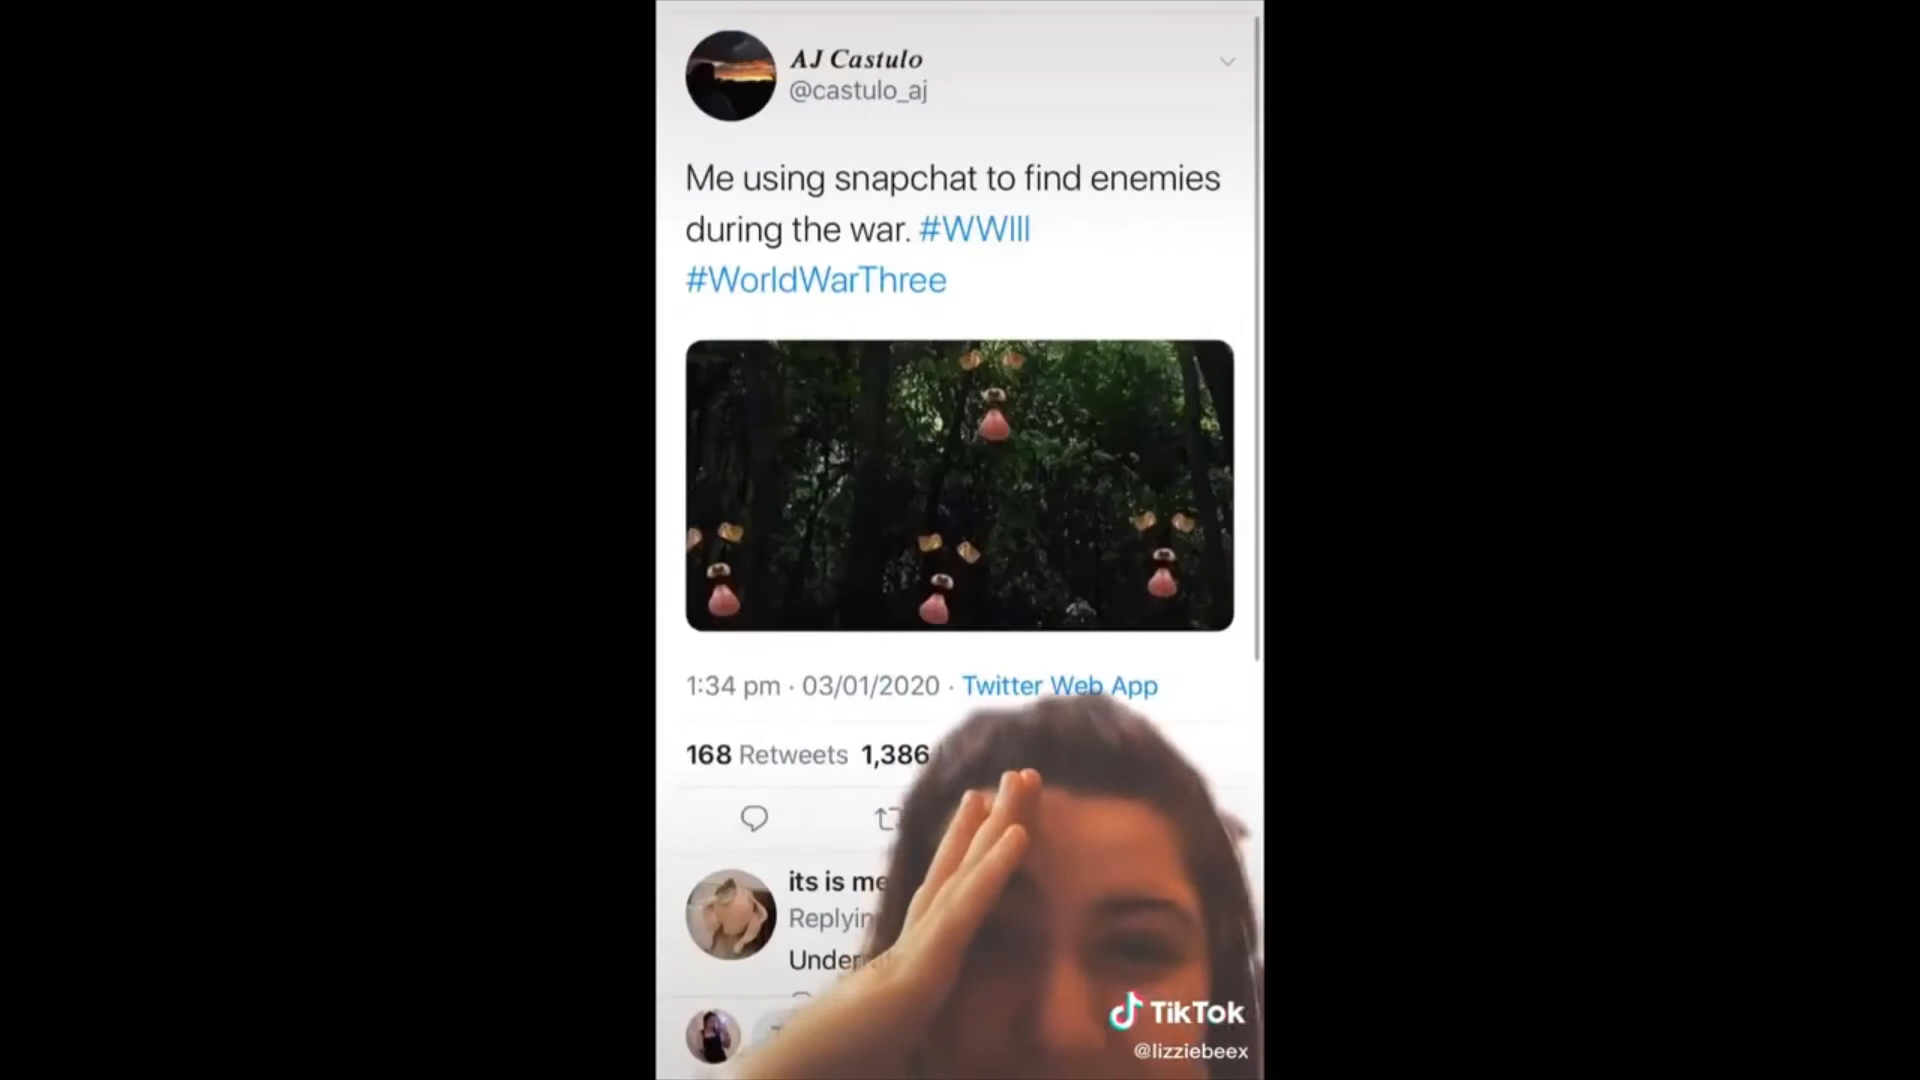 AJ Castulo
@castulo_aj
Me using snapchat to find enemies
during the war. #WWIII
#WorldWarThree
1:34 pm · 03/01/2020 · Twitter Web App
168 Retweets 1,386
its is me
Replyin
Under
TikTok
@lizziebeex